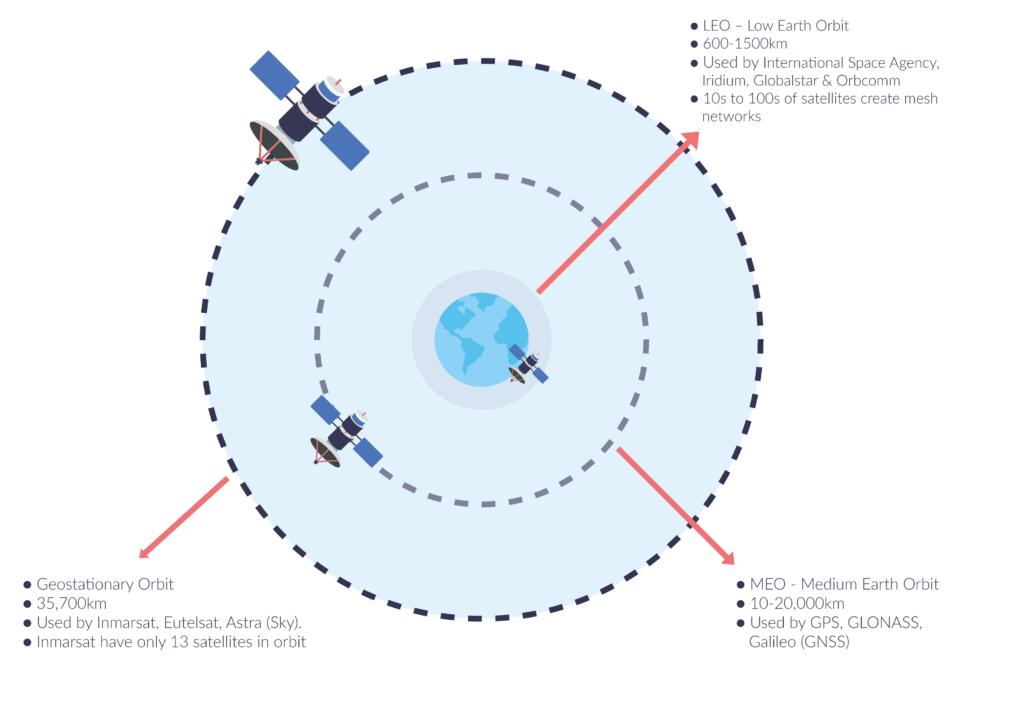 ● LEO – Low Earth Orbit
● 600-1500km
● Used by International Space Agency,
Iridium, Globalstar & Orbcomm
● 10s to 100s of satellites create mesh
networks
● Geostationary Orbit
● 35,700km
● Used by Inmarsat, Eutelsat, Astra (Sky).
● Inmarsat have only 13 satellites in orbit
● MEO - Medium Earth Orbit
● 10-20,000km
● Used by GPS, GLONASS,
Galileo (GNSS)